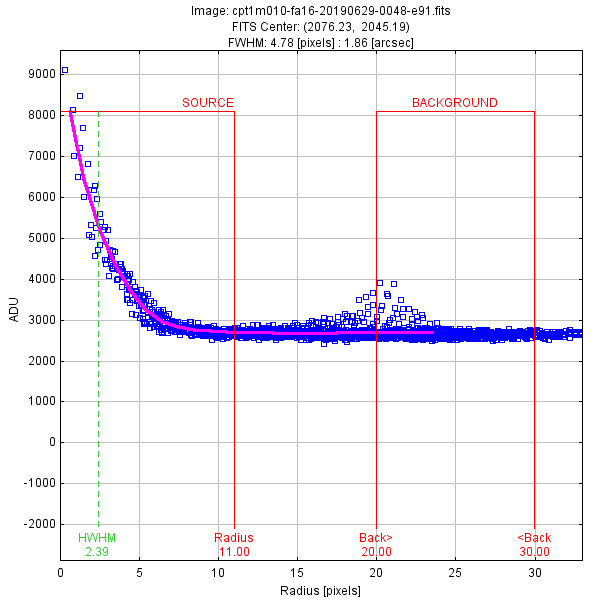 Image: cpt1m010-fa16-20190629-0048-e91.fits
FITS Center: (2076.23, 2045.19)
FWHM: 4.78 [pixels] : 1.86 [arcsec]
SOURCE
BACKGROUND
9000
8000
7000
6000
5000
4000
3000
2000
1000
0
-1000
-2000
ADU
HWHM
2.39
Radius
11.00
Back>
20.00
<Back
30.00
0 5 10 15 20 25 30
Radius [pixels]